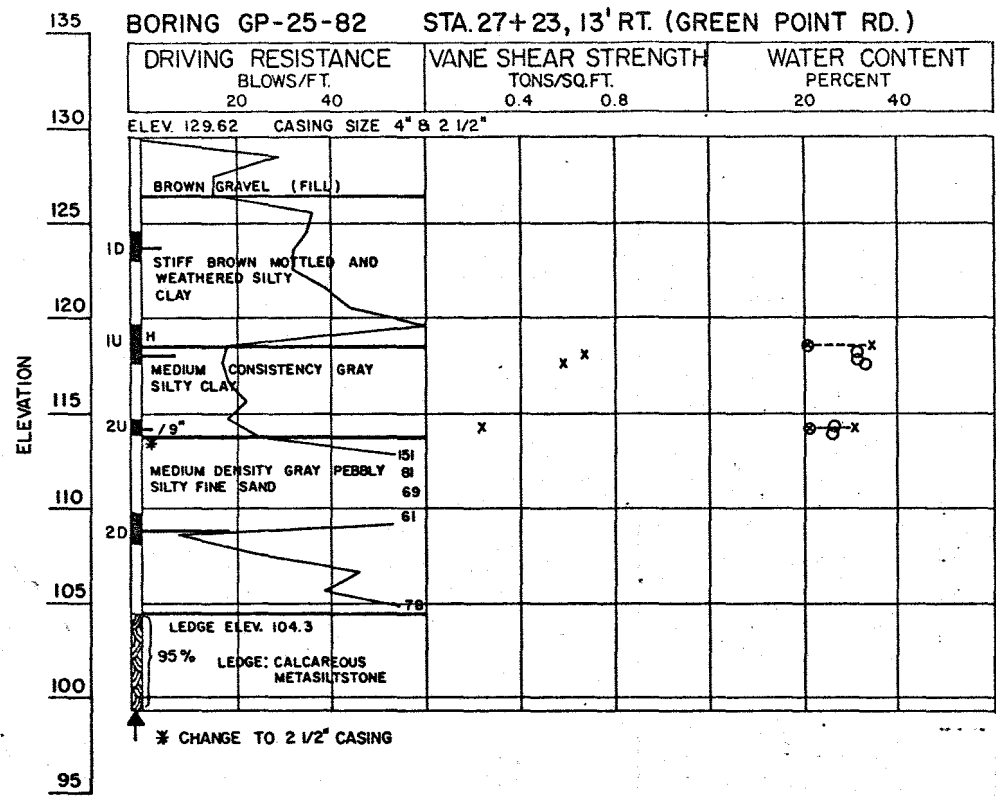 BORING GP-25-82 STA. 27+23, 13' RT. (GREEN POINT RD.)
DRIVING RESISTANCE VANE SHEAR STRENGTH WATER CONTENT
BLOWS/FT. TONS/SQ.FT. PERCENT
20 40 0.4 0.8 20 40
ELEV. 129.62 CASING SIZE 4" & 2 1/2"
135
130
BROWN GRAVEL (FILL)
125
1D
STIFF BROWN MOTTLED AND
WEATHERED SILTY
CLAY
120
1U H
ELEVATION
MEDIUM CONSISTENCY GRAY
SILTY CLAY
115
2U /9"
*
151
MEDIUM DENSITY GRAY PEBBLY 81
SILTY FINE SAND 69
110
61
2D
105
78
LEDGE ELEV. 104.3
95% LEDGE: CALCAREOUS
METASILTSTONE
100
* CHANGE TO 2 1/2" CASING
95